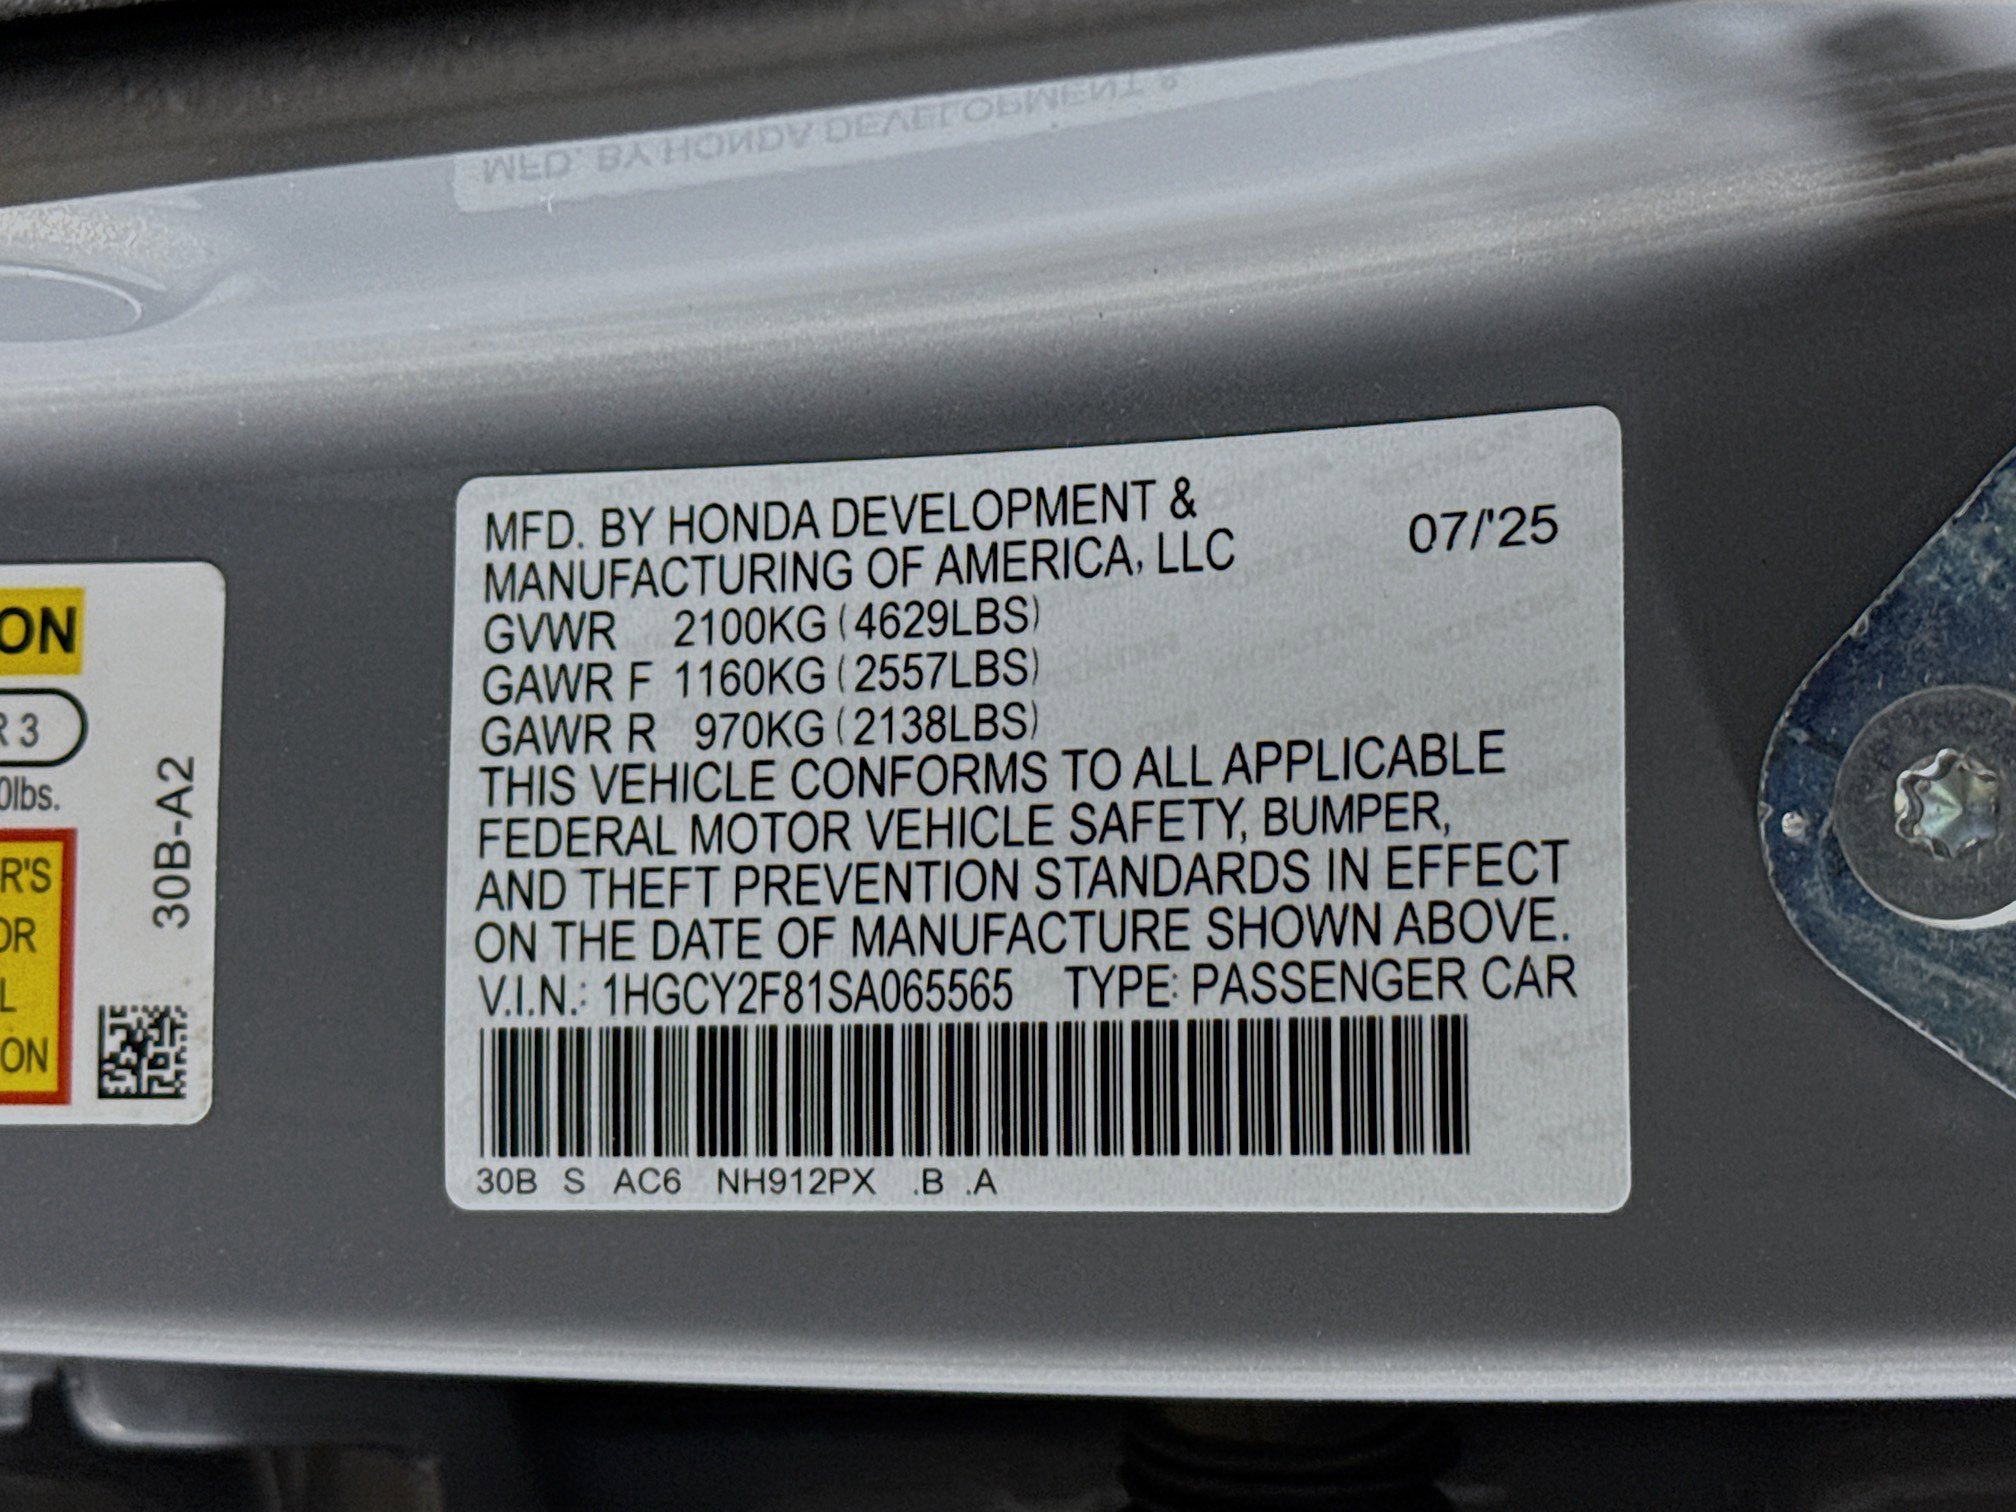 MFD. BY HONDA DEVELOPMENT &
MFD. BY HONDA DEVELOPMENT &
MANUFACTURING OF AMERICA, LLC
07/'25
GVWR 2100KG (4629LBS)
GAWR F 1160KG (2557LBS)
GAWR R 970KG (2138LBS)
THIS VEHICLE CONFORMS TO ALL APPLICABLE
FEDERAL MOTOR VEHICLE SAFETY, BUMPER,
AND THEFT PREVENTION STANDARDS IN EFFECT
ON THE DATE OF MANUFACTURE SHOWN ABOVE.
V.I.N.: 1HGCY2F81SA065565 TYPE: PASSENGER CAR
30B S AC6 NH912PX .B .A
ON
R 3
0lbs.
R'S
OR
L
ON
30B-A2